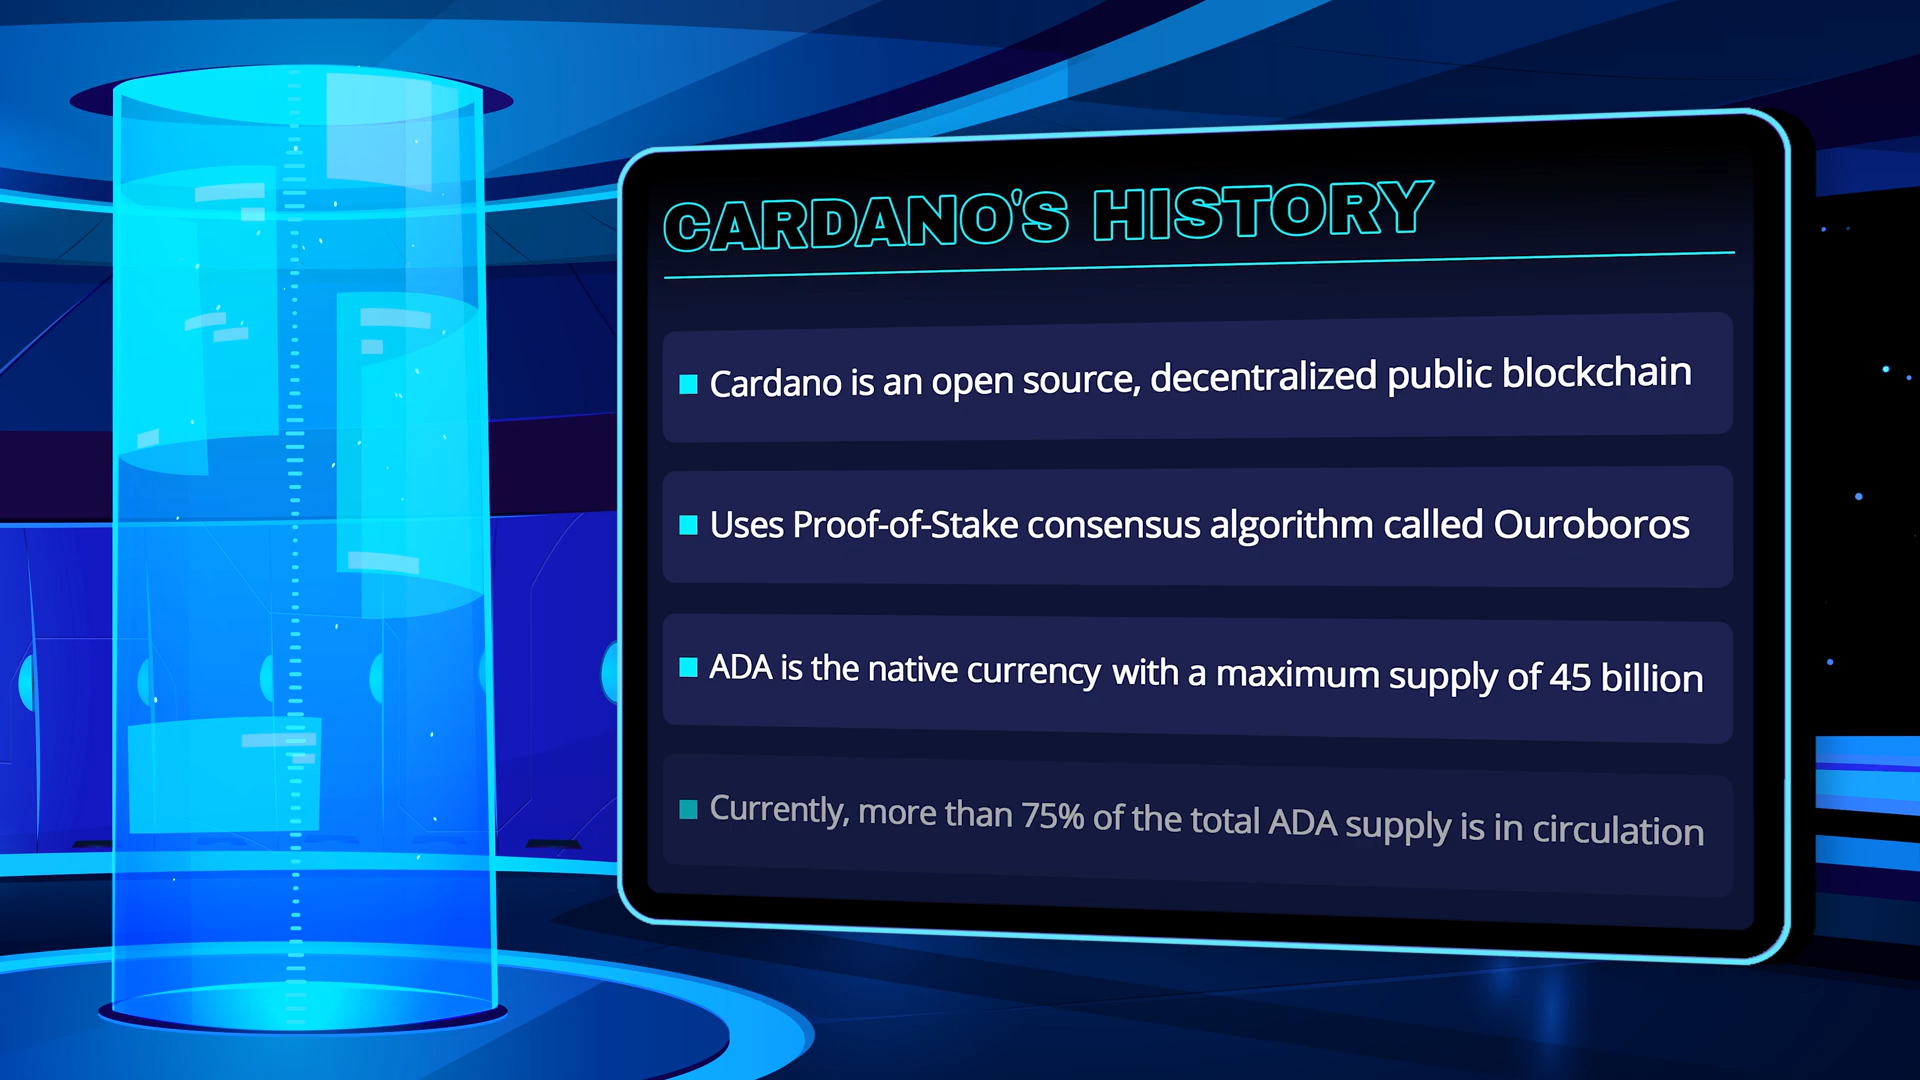 CARDANO'S HISTORY
Cardano is an open source, decentralized public blockchain
Uses Proof-of-Stake consensus algorithm called Ouroboros
ADA is the native currency with a maximum supply of 45 billion
Currently, more than 75% of the total ADA supply is in circulation